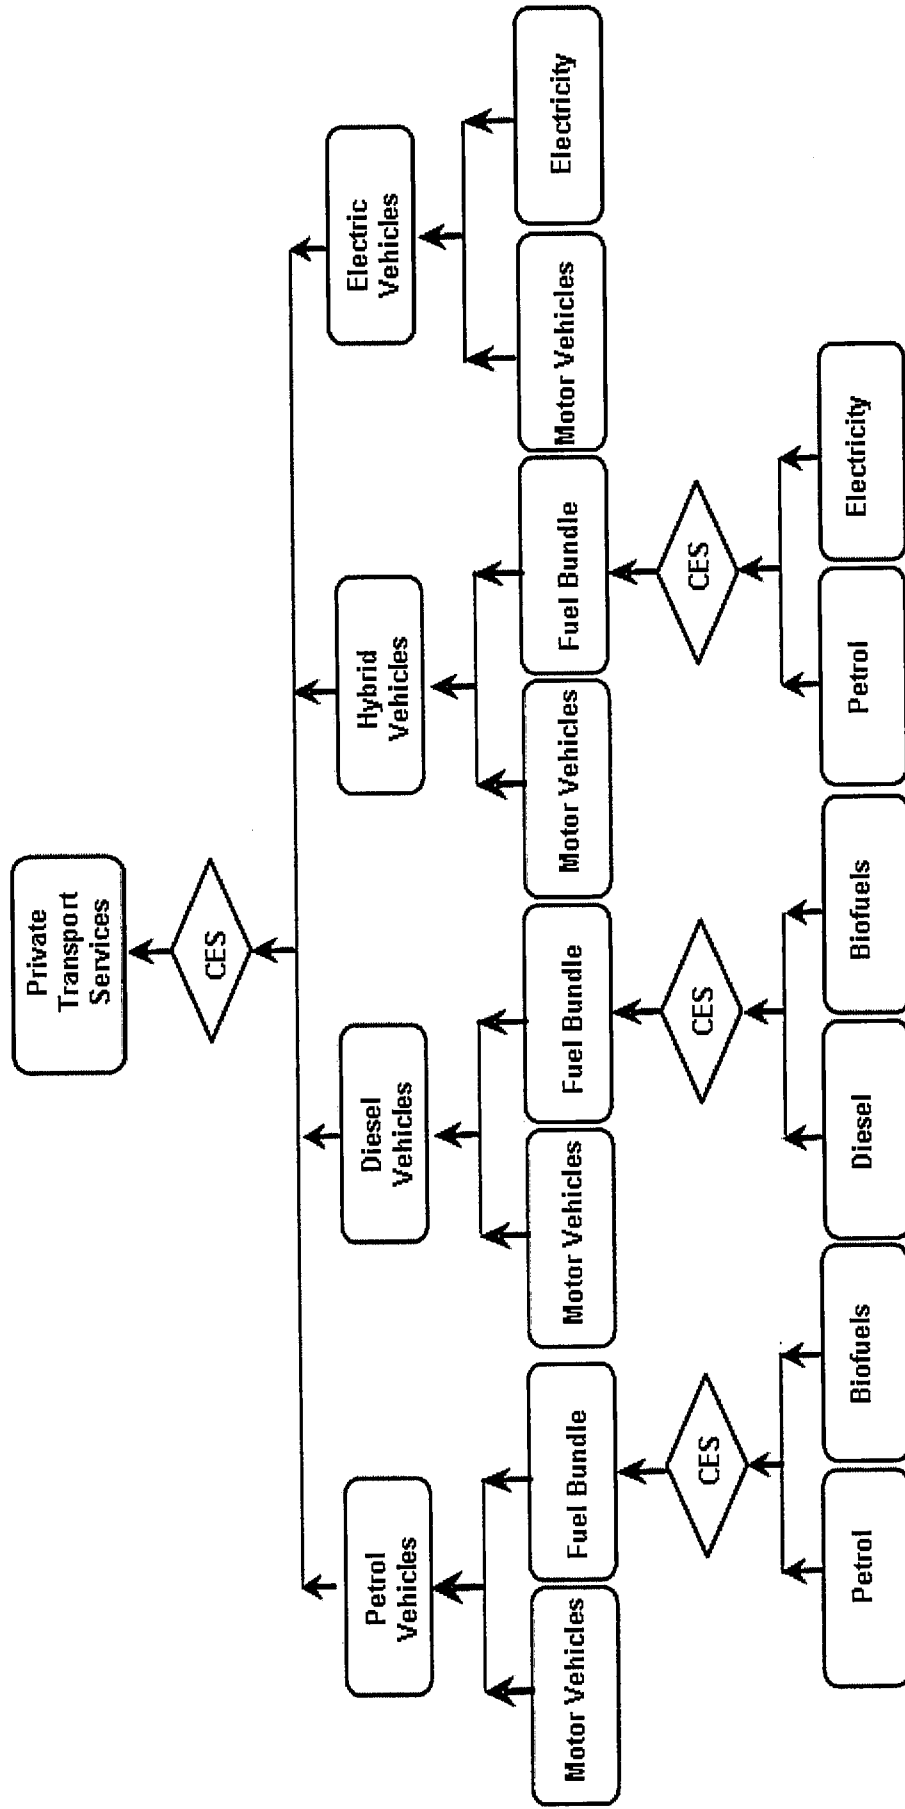 Private
Transport
Services
CES
Petrol
Vehicles
Diesel
Vehicles
Hybrid
Vehicles
Electric
Vehicles
Motor Vehicles
Fuel Bundle
Motor Vehicles
Fuel Bundle
Motor Vehicles
Fuel Bundle
Motor Vehicles
Electricity
CES
CES
CES
Petrol
Biofuels
Diesel
Biofuels
Petrol
Electricity